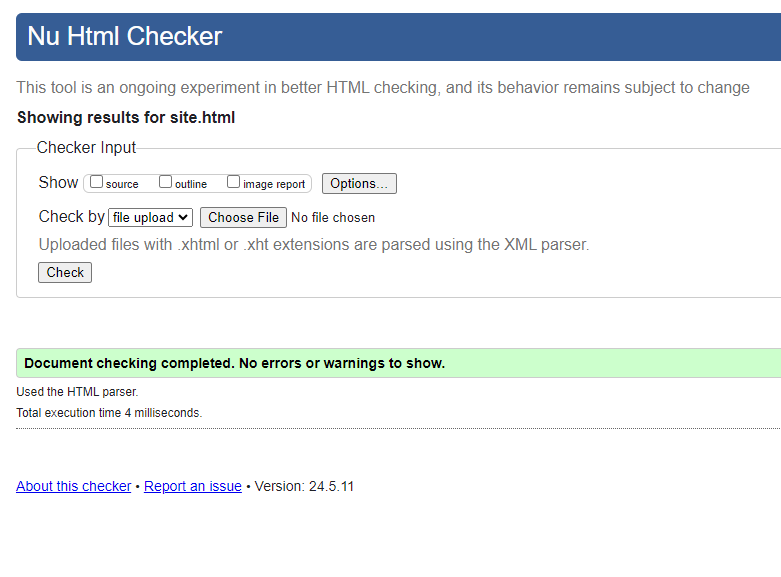 Nu Html Checker
This tool is an ongoing experiment in better HTML checking, and its behavior remains subject to change
Showing results for site.html
Checker Input
Show source outline image report Options...
Check by file upload Choose File No file chosen
Uploaded files with .xhtml or .xht extensions are parsed using the XML parser.
Check
Document checking completed. No errors or warnings to show.
Used the HTML parser.
Total execution time 4 milliseconds.
About this checker • Report an issue • Version: 24.5.11